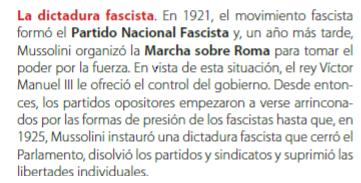 La dictadura fascista. En 1921, el movimiento fascista
formó el Partido Nacional Fascista y, un año más tarde,
Mussolini organizó la Marcha sobre Roma para tomar el
poder por la fuerza. En vista de esta situación, el rey Víctor
Manuel III le ofreció el control del gobierno. Desde enton-
ces, los partidos opositores empezaron a verse arrincona-
dos por las formas de presión de los fascistas hasta que, en
1925, Mussolini instauró una dictadura fascista que cerró el
Parlamento, disolvió los partidos y sindicatos y suprimió las
libertades individuales.